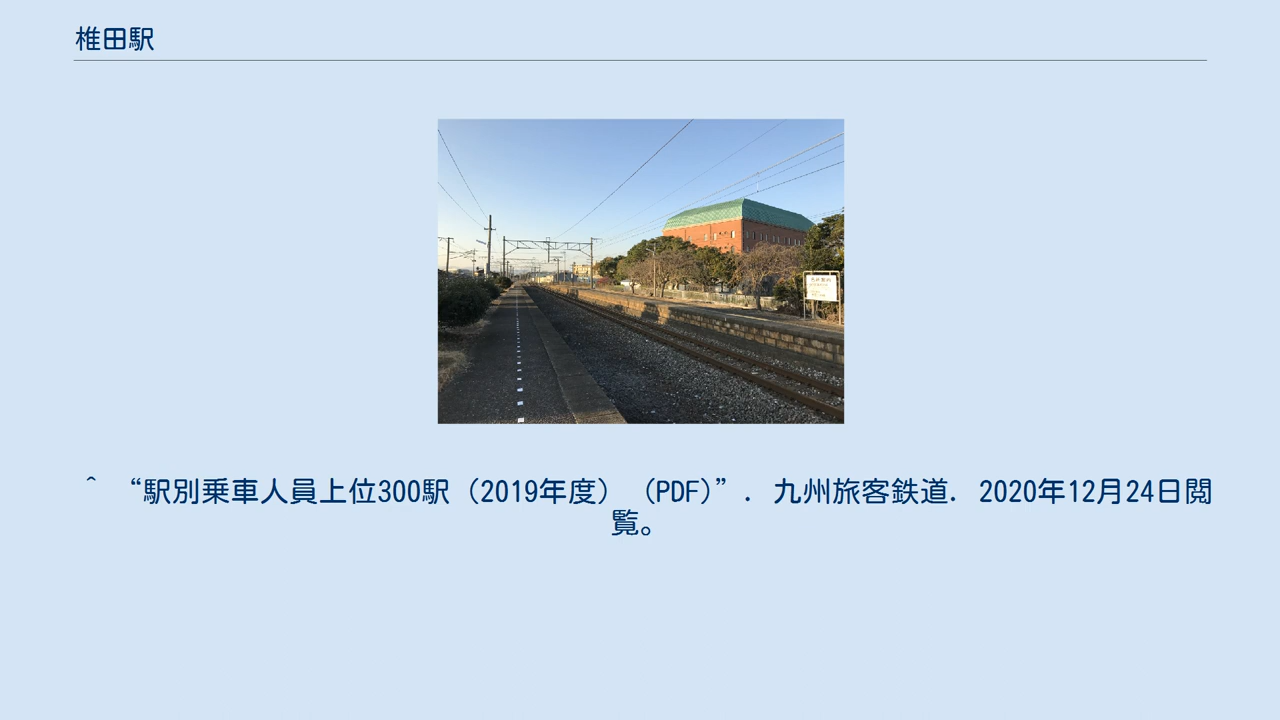 椎田駅
^ “駅別乗車人員上位300駅（2019年度） （PDF)”. 九州旅客鉄道. 2020年12月24日閲
覧。